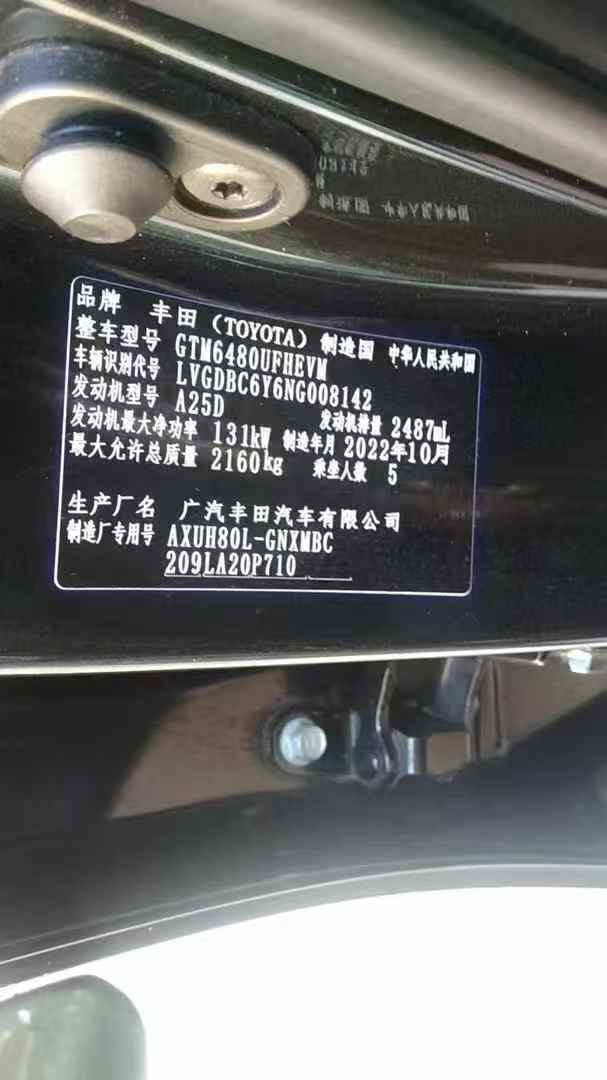 品牌 丰田（TOYOTA） 制造国 中华人民共和国
整车型号 GTM6480UFHEVM
车辆识别代号 LVGDBC6Y6NG008142
发动机型号 A25D 发动机排量 2487mL
发动机最大净功率 131kW 制造年月 2022年10月
最大允许总质量 2160kg 乘坐人数 5
生产厂名 广汽丰田汽车有限公司
制造厂专用号 AXUH80L-GNXMBC
209LA20P710